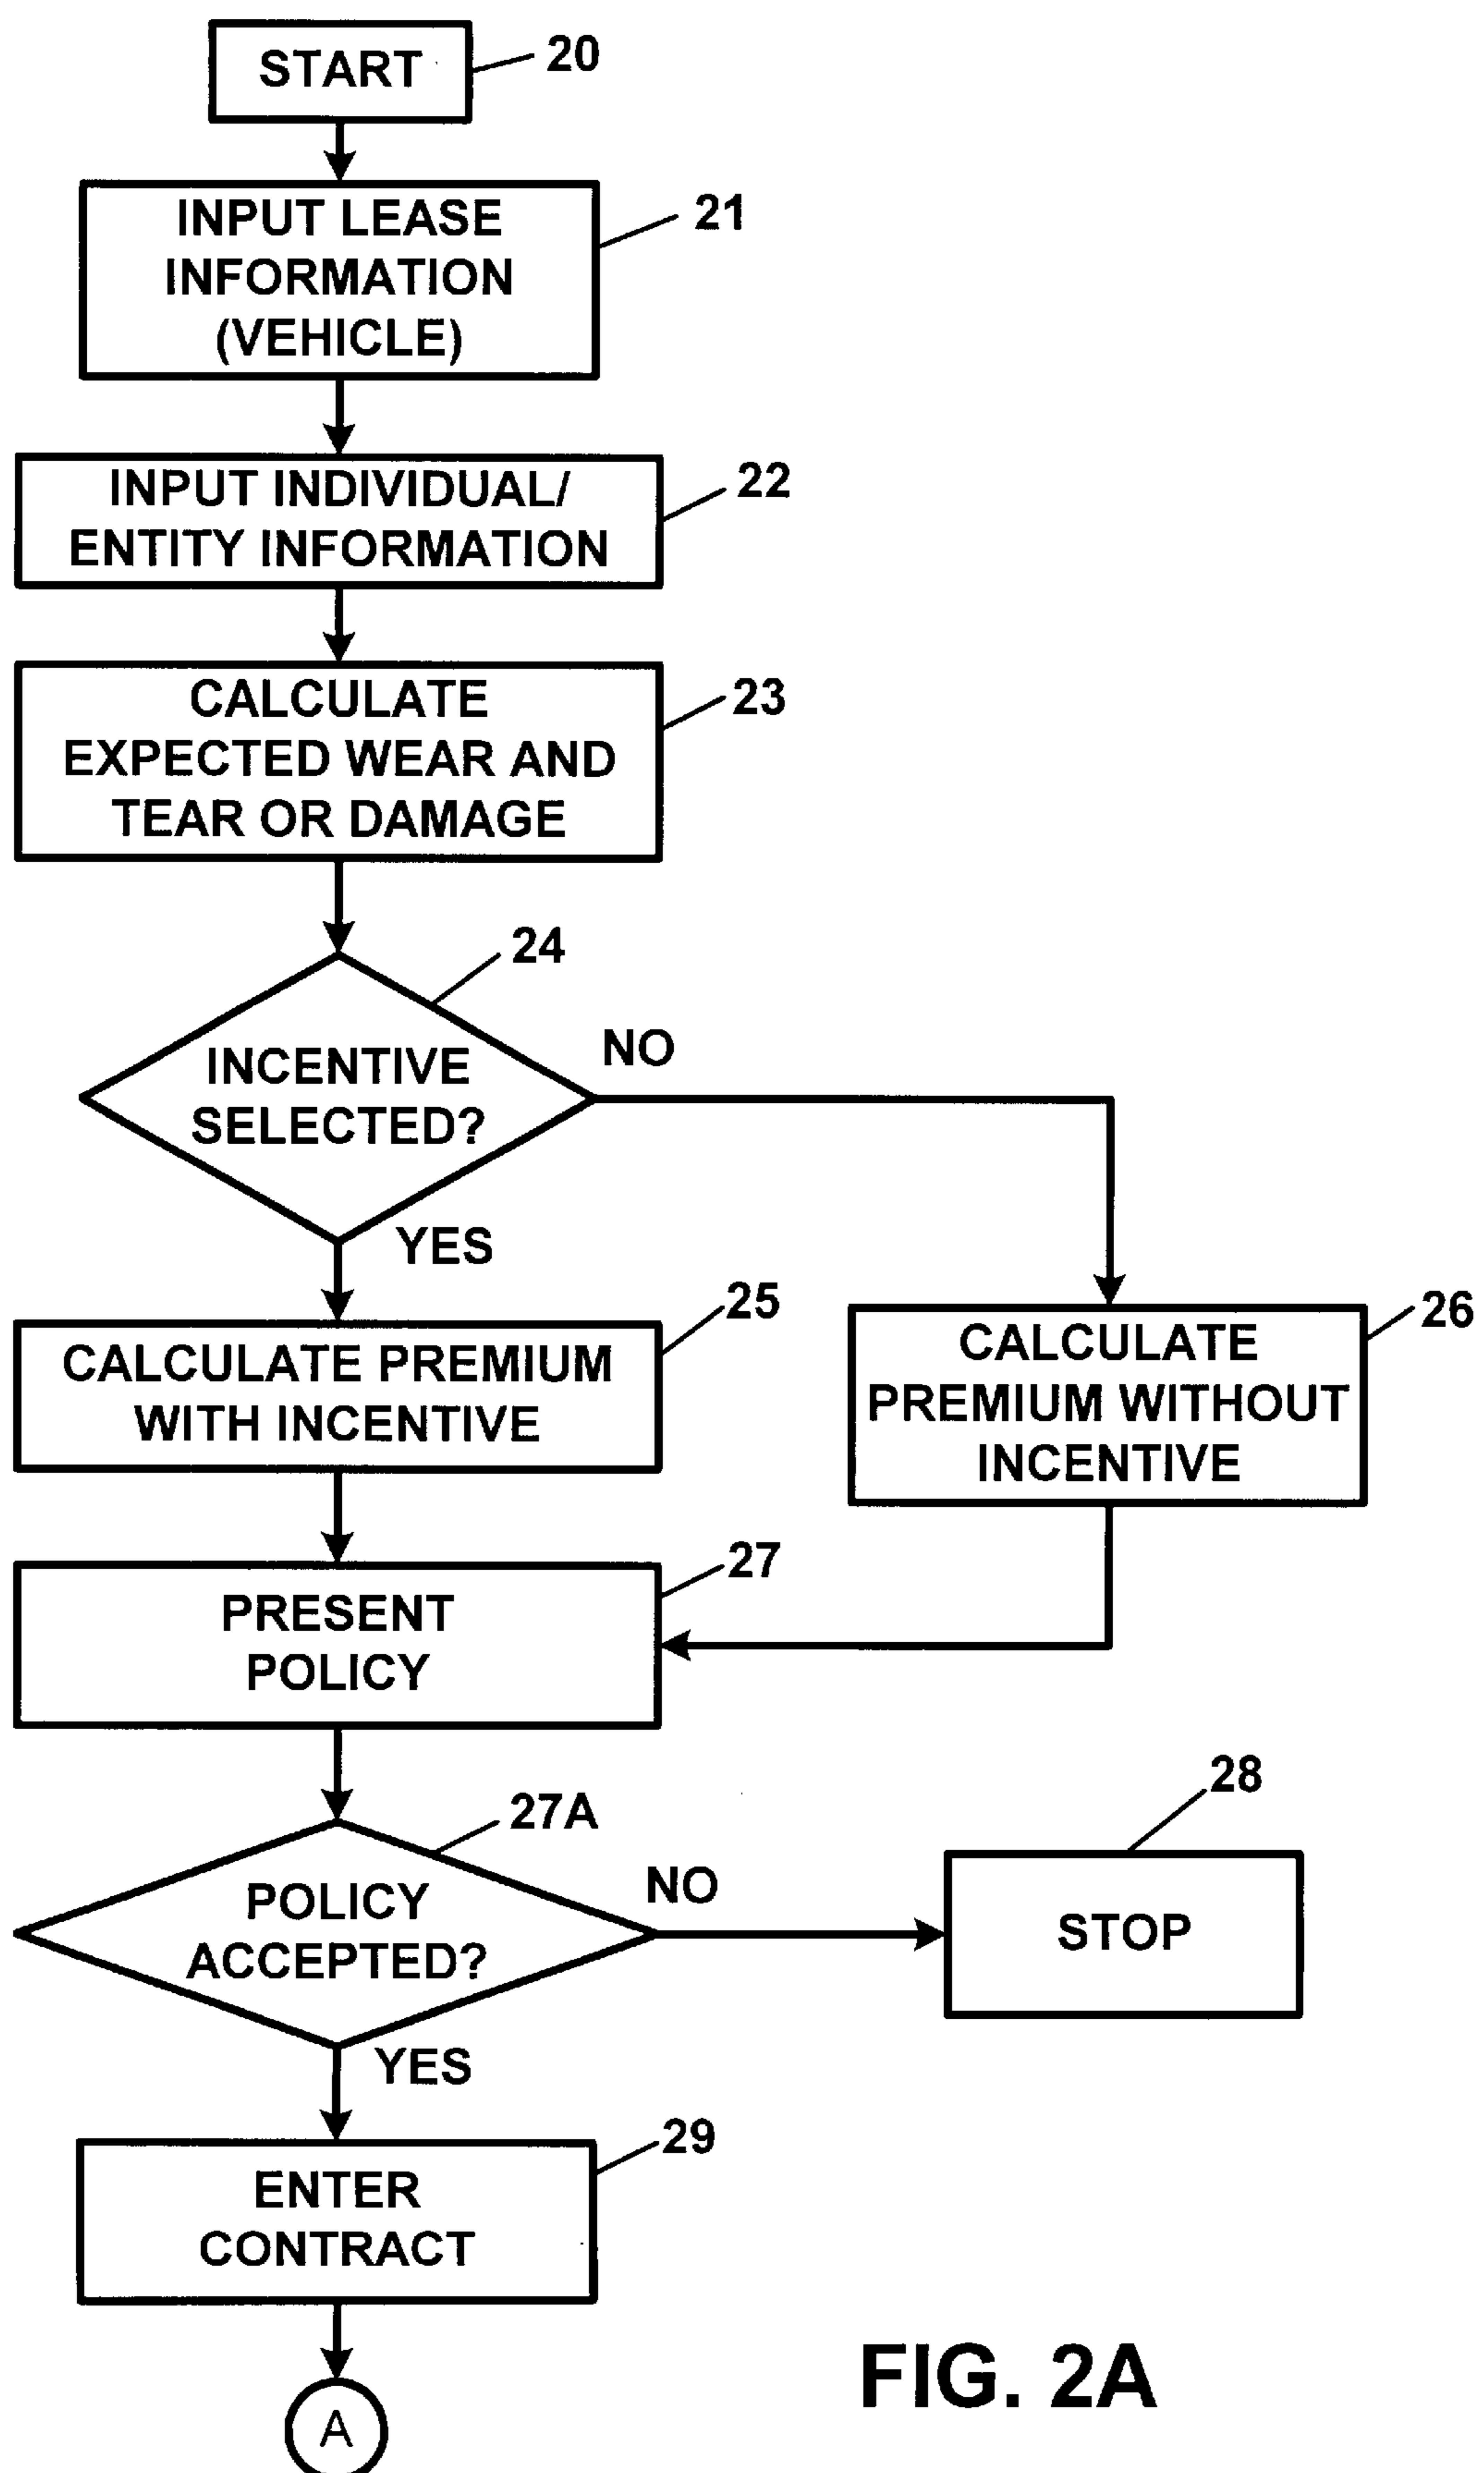 START
20
INPUT LEASE
INFORMATION
(VEHICLE)
21
INPUT INDIVIDUAL/
ENTITY INFORMATION
22
CALCULATE
EXPECTED WEAR AND
TEAR OR DAMAGE
23
24
INCENTIVE
SELECTED?
NO
YES
CALCULATE PREMIUM
WITH INCENTIVE
25
CALCULATE
PREMIUM WITHOUT
INCENTIVE
26
PRESENT
POLICY
27
27A
POLICY
ACCEPTED?
NO
STOP
28
YES
ENTER
CONTRACT
29
A
FIG. 2A